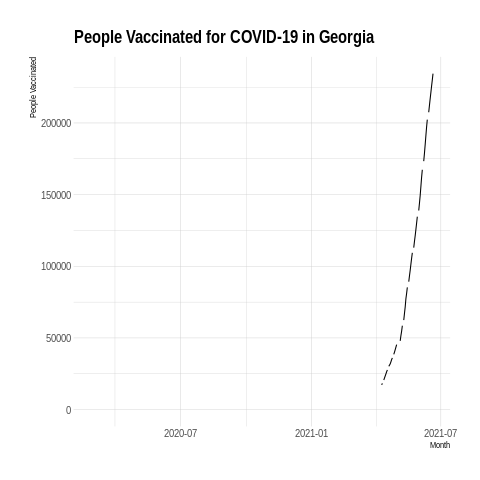 People Vaccinated for COVID-19 in Georgia
People Vaccinated
200000
150000
100000
50000
0
2020-07
2021-01
2021-07
Month